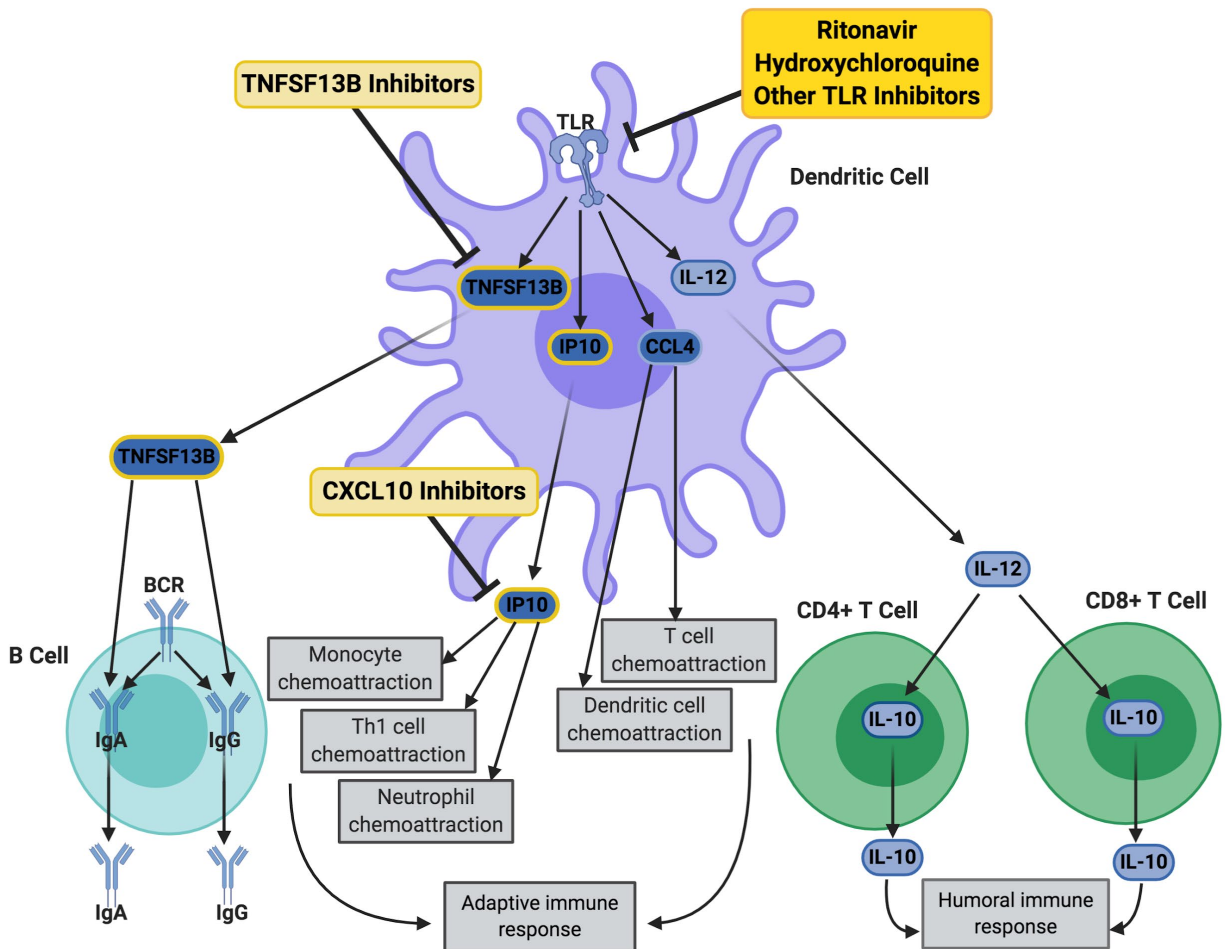 Ritonavir
Hydroxychloroquine
Other TLR Inhibitors
TNFSF13B Inhibitors
TLR
Dendritic Cell
TNFSF13B
IL-12
IP10
CCL4
TNFSF13B
CXCL10 Inhibitors
IL-12
BCR
IP10
CD4+ T Cell
CD8+ T Cell
B Cell
Monocyte
chemoattraction
T cell
chemoattraction
Th1 cell
chemoattraction
Dendritic cell
chemoattraction
Neutrophil
chemoattraction
IgA
IgG
IL-10
IL-10
IL-10
IL-10
IgA
IgG
Adaptive immune
response
Humoral immune
response